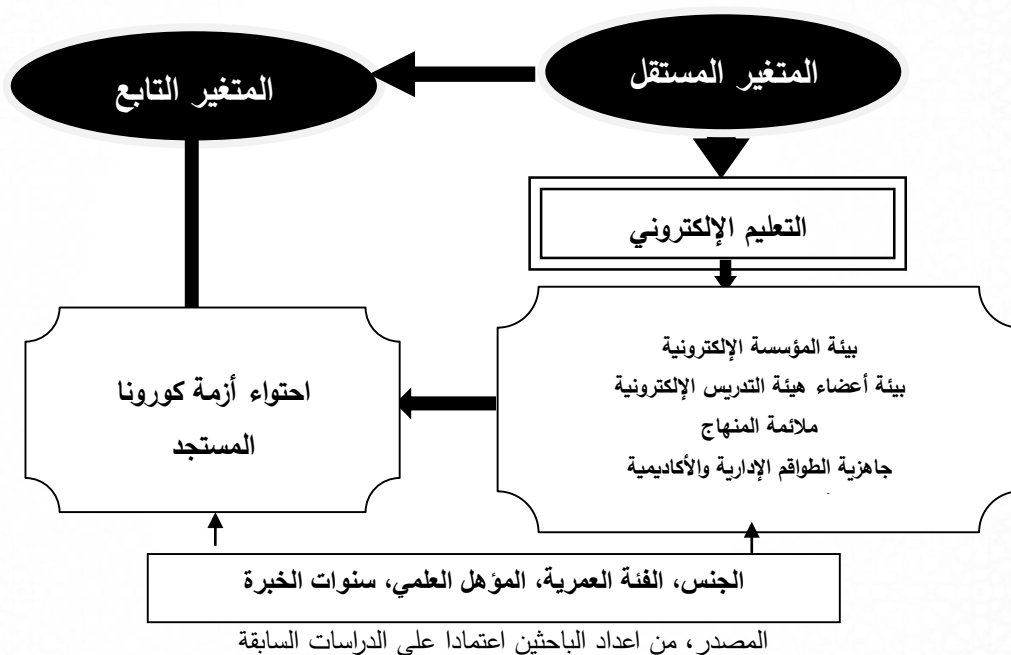 المتغير المستقل
المتغير التابع
التعليم الإلكتروني
بيئة المؤسسة الإلكترونية
بيئة أعضاء هيئة التدريس الإلكترونية
ملائمة المنهاج
جاهزية الطواقم الإدارية والأكاديمية
احتواء أزمة كورونا
المستجد
الجنس، الفئة العمرية، المؤهل العلمي، سنوات الخبرة
المصدر، من اعداد الباحثين اعتمادا على الدراسات السابقة